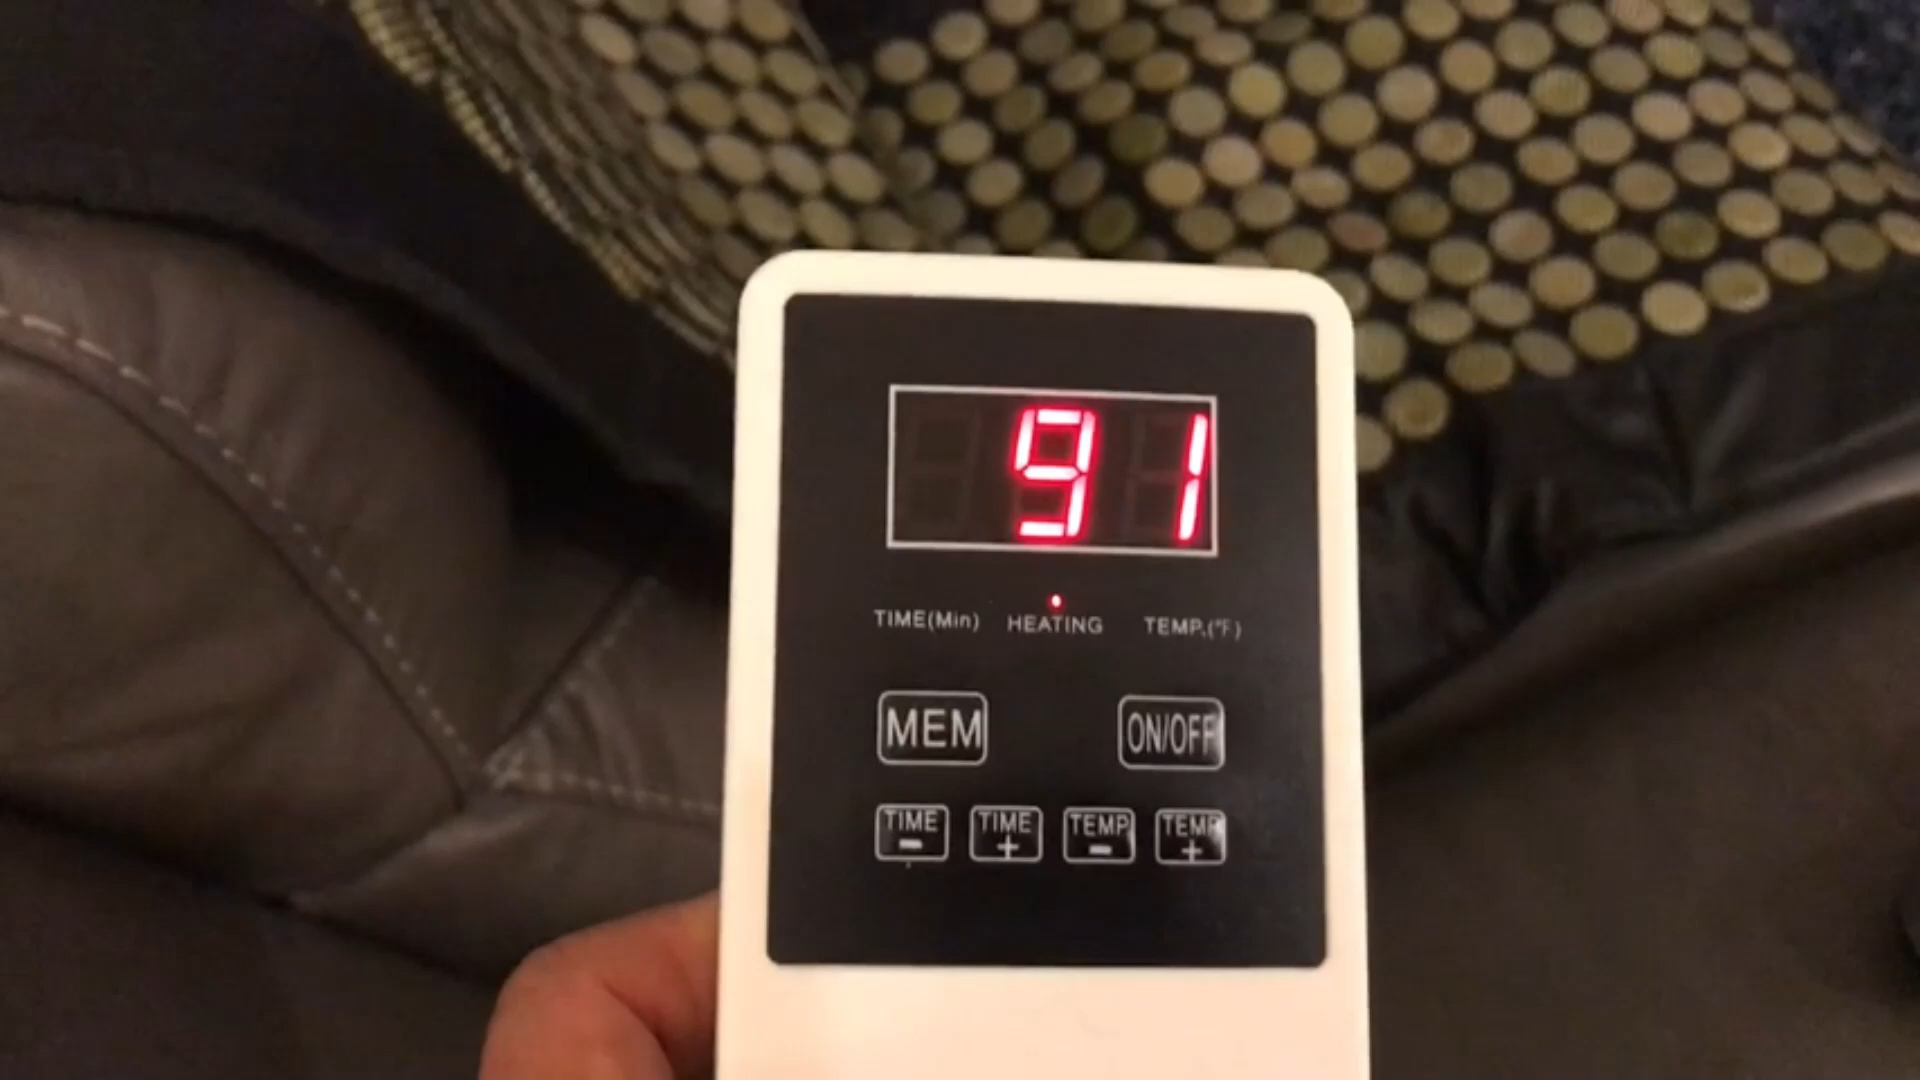 91
TIME(Min) HEATING TEMP.(°F)
MEM ON/OFF
TIME - TIME + TEMP - TEMP +